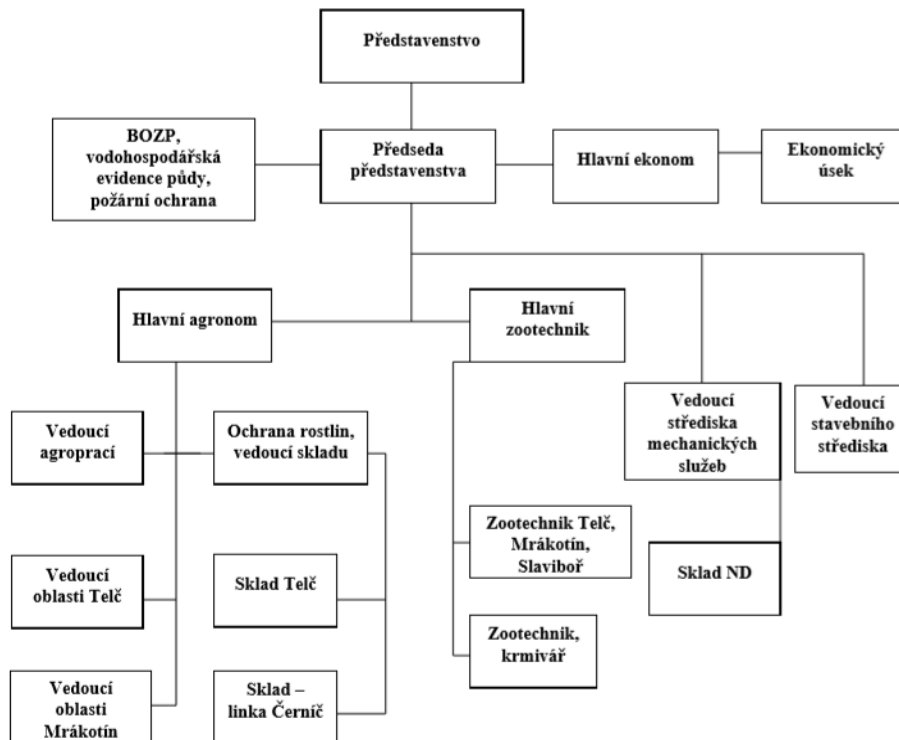 Představenstvo
BOZP,
vodohospodářská
evidence půdy,
požární ochrana
Předseda
představenstva
Hlavní ekonom
Ekonomický
úsek
Hlavní agronom
Hlavní
zootechnik
Vedoucí
střediska
mechanických
služeb
Vedoucí
stavebního
střediska
Vedoucí
agroprací
Ochrana rostlin,
vedoucí skladu
Zootechnik Telč,
Mrákotín,
Slaviboř
Sklad ND
Vedoucí
oblasti Telč
Sklad Telč
Zootechnik,
krmivář
Vedoucí
oblasti
Mrákotín
Sklad –
linka Černíč